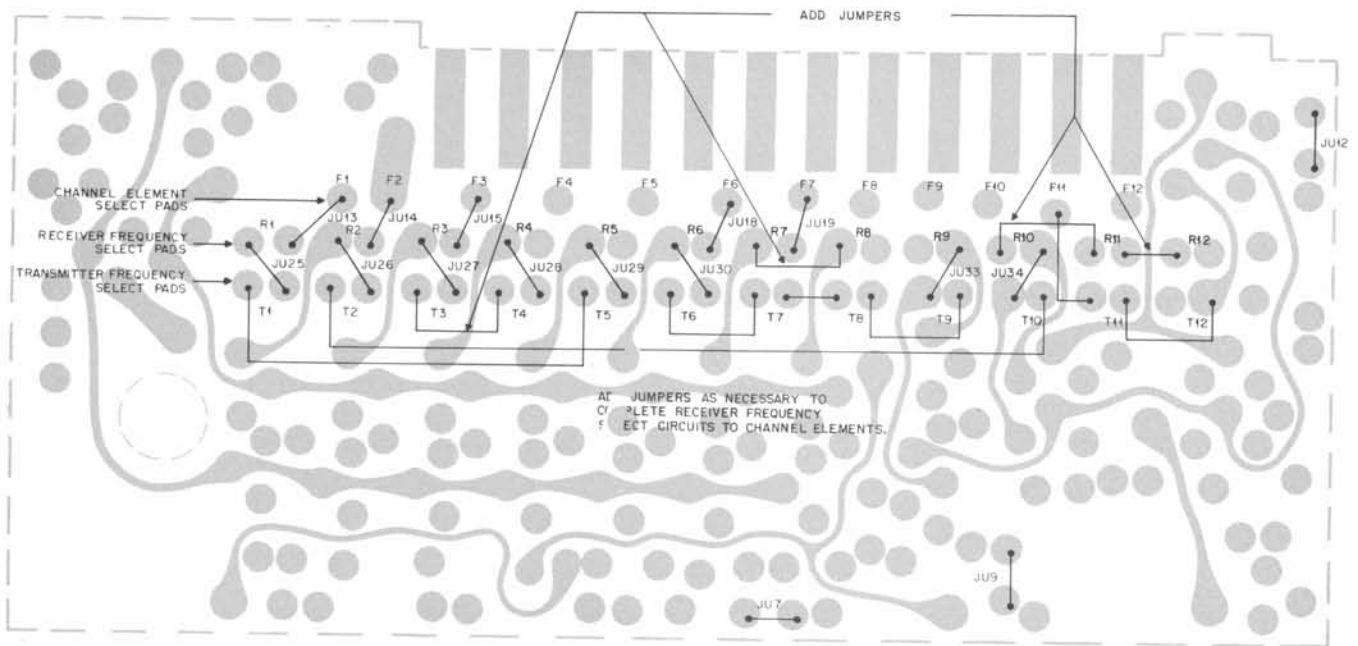 ADD JUMPERS
JU12
F1 F2 F3 F4 F5 F6 F7 F8 F9 F10 F11 F12
CHANNEL ELEMENT
SELECT PADS
JU13 JU14 JU15 JU18 JU19
R1 R2 R3 R4 R5 R6 R7 R8 R9 R10 R11 R12
RECEIVER FREQUENCY
SELECT PADS
JU25 JU26 JU27 JU28 JU29 JU30 JU33 JU34
TRANSMITTER FREQUENCY
SELECT PADS
T1 T2 T3 T4 T5 T6 T7 T8 T9 T10 T11 T12
JUMPERS AS NECESSARY TO
RECEIVER FREQUENCY
CIRCUITS TO CHANNEL ELEMENTS.
JU9
JU7